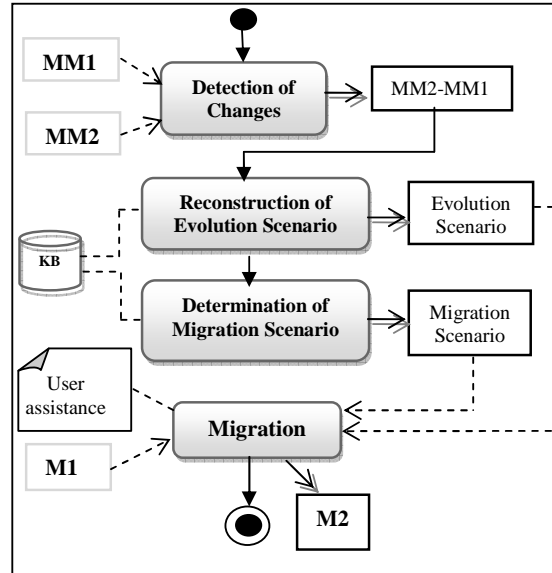 MM1
MM2
Detection of
Changes
MM2-MM1
Reconstruction of
Evolution Scenario
Evolution
Scenario
KB
Determination of
Migration Scenario
Migration
Scenario
User
assistance
Migration
M1
M2